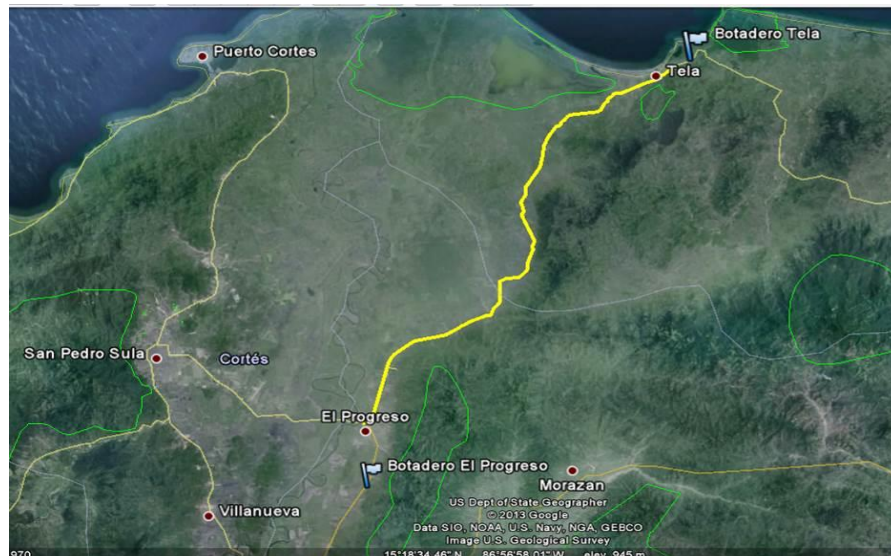 Botadero Tela
Puerto Cortes
Tela
San Pedro Sula
Cortés
El Progreso
Botadero El Progreso
Morazan
Villanueva
US Dept of State Geographer
© 2013 Google
Data SIO, NOAA, U.S. Navy, NGA, GEBCO
Image U.S. Geological Survey
970 15°18'34.46" N 86°56'58.01" W elev 945 m